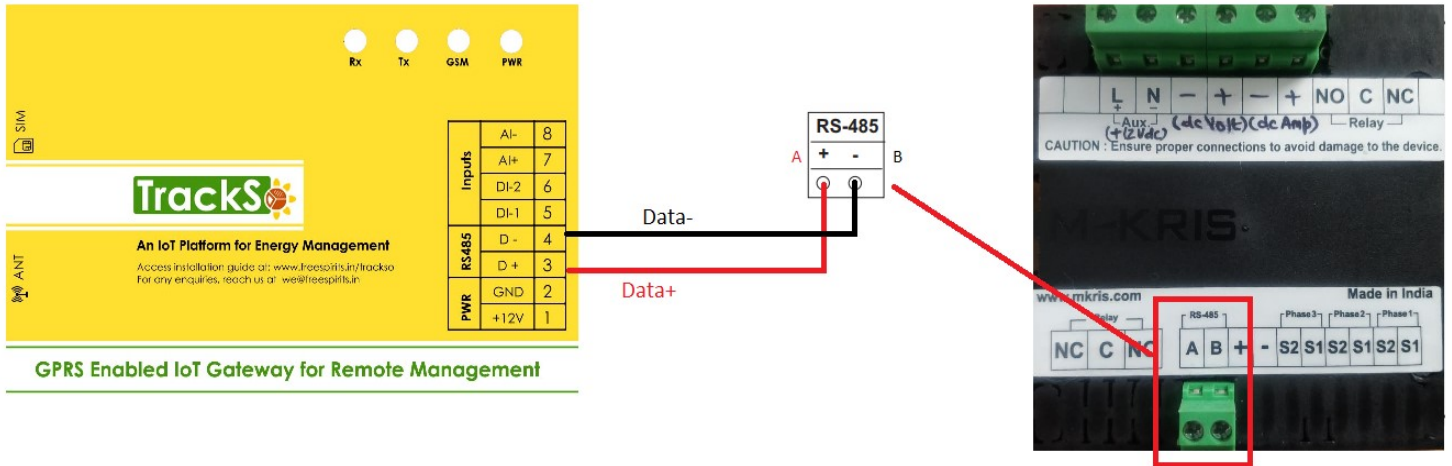 Rx Tx GSM PWR
SIM
ANT
TrackSo
An IoT Platform for Energy Management
Access installation guide at: www.freespirits.in/trackso
For any enquiries, reach us at we@freespirits.in
Inputs
AI- 8
AI+ 7
DI-2 6
DI-1 5
RS485
D - 4
D + 3
PWR
GND 2
+12V 1
GPRS Enabled IoT Gateway for Remote Management
Data-
Data+
RS-485
A + - B
L N - + - + NO C NC
+ -
Aux. (dc Volt) (dc Amp) Relay
(+12Vdc)
CAUTION : Ensure proper connections to avoid damage to the device.
M-KRIS
www.mkris.com Made in India
Relay RS-485 Phase3 Phase2 Phase1
NC C NO A B + - S2 S1 S2 S1 S2 S1